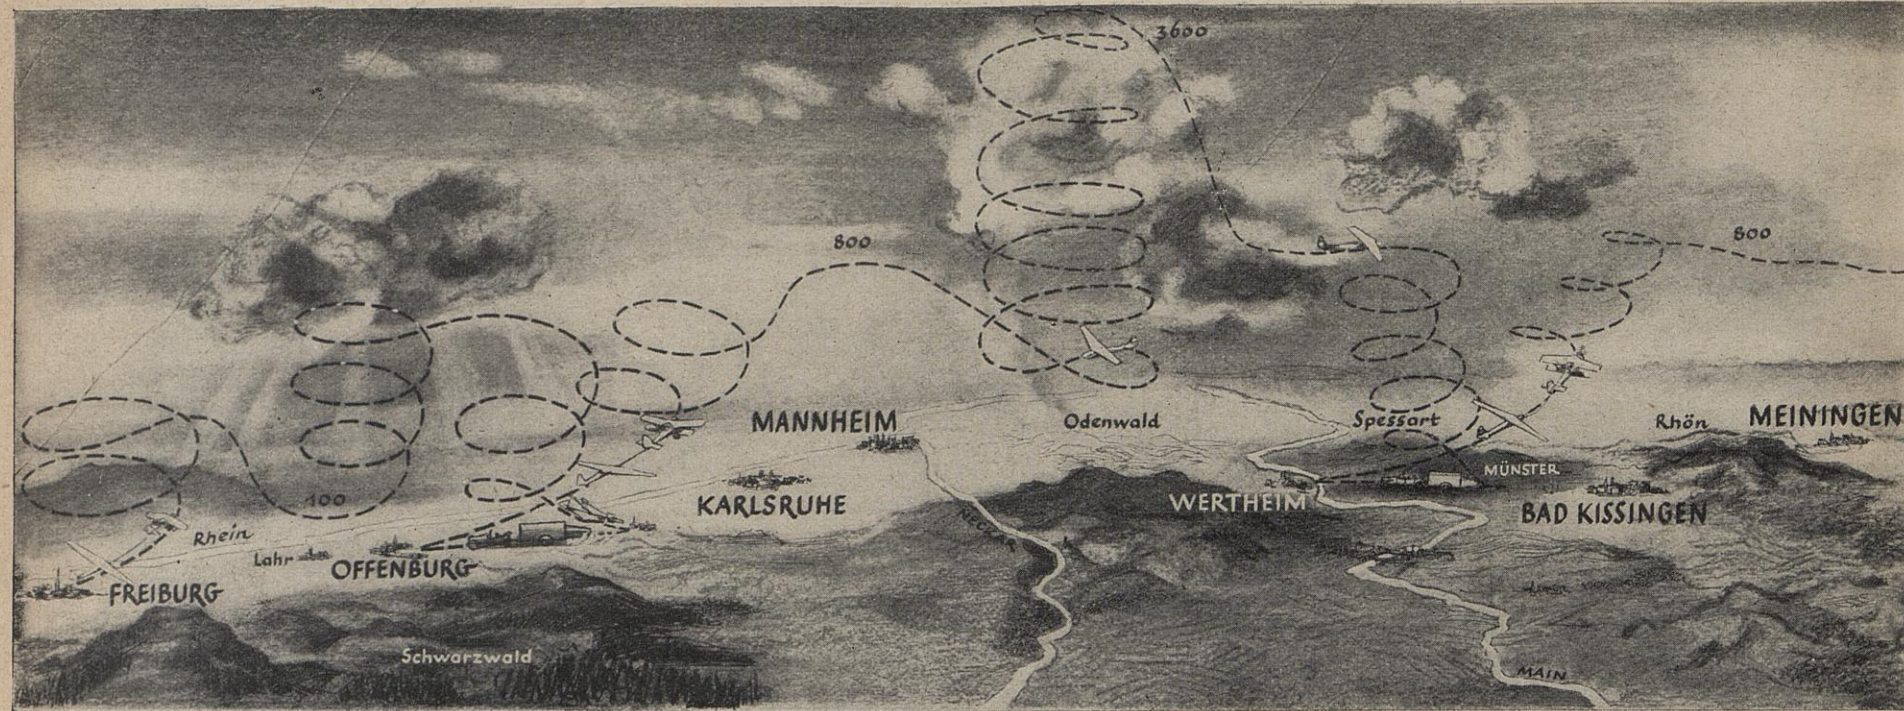 3600
800
800
MANNHEIM
Odenwald
Spessart
Rhön
MEININGEN
MÜNSTER
KARLSRUHE
WERTHEIM
BAD KISSINGEN
NECKAR
Rhein
Lahr
OFFENBURG
FREIBURG
Schwarzwald
MAIN